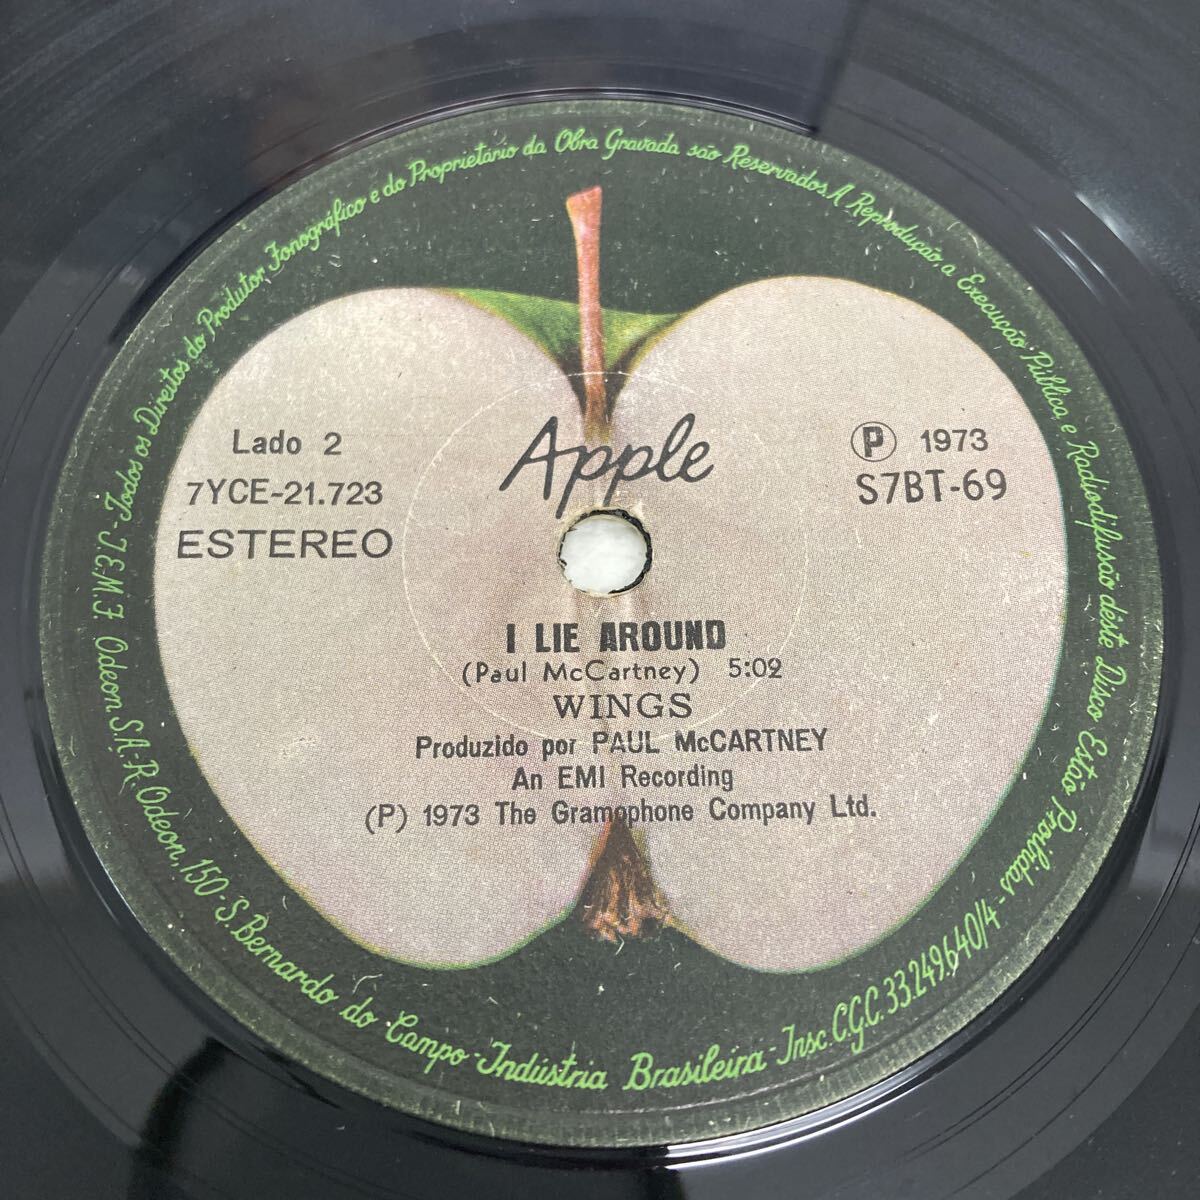 Todos os Direitos do Produtor Fonográfico e do Proprietário da Obra Gravada são Reservados. A Reprodução, a Execução Pública, e Radiodifusão dêste Disco Estão Proibidas -
I.E.M.F. Odeon S.A.-R. Odeon, 150 - S. Bernardo do Campo - Indústria Brasileira - Insc. C.G.C. 33.249.640/4 -
Apple
Lado 2
7YCE-21.723
ESTEREO
Ⓟ 1973
S7BT-69
I LIE AROUND
(Paul McCartney) 5:02
WINGS
Produzido por PAUL McCARTNEY
An EMI Recording
(P) 1973 The Gramophone Company Ltd.